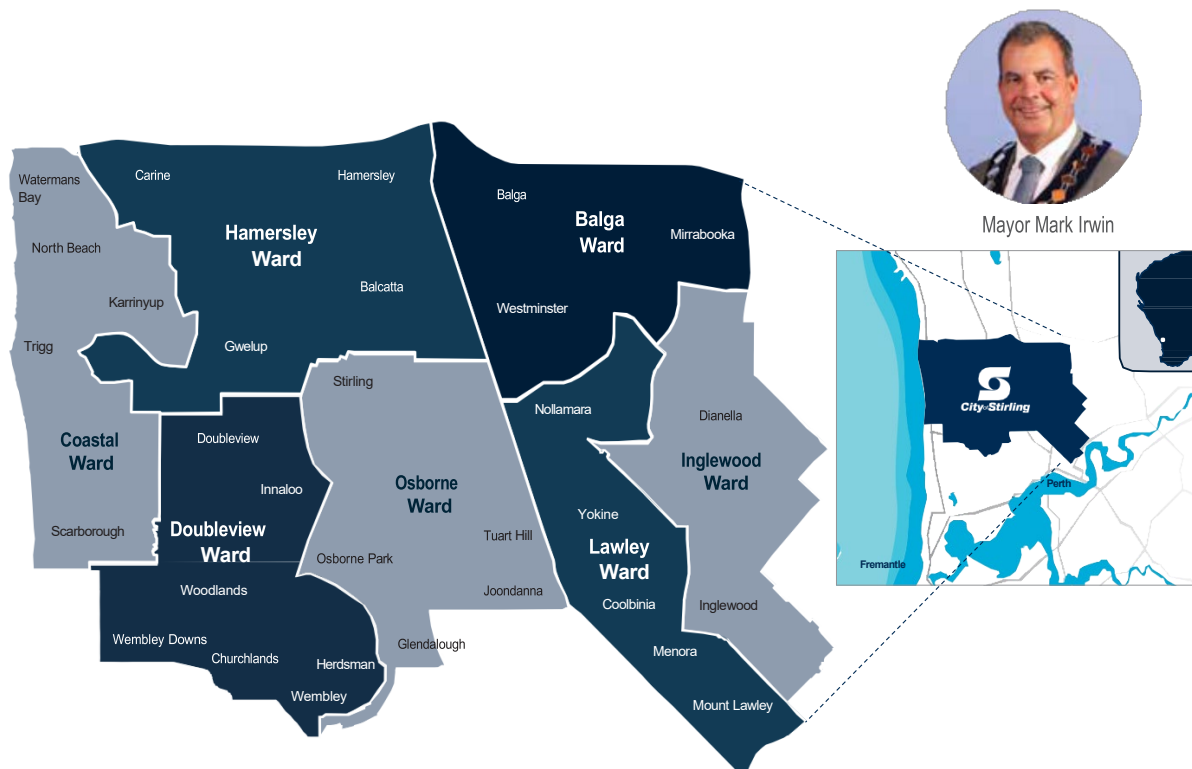 Mayor Mark Irwin
Watermans
Bay
North Beach
Karrinyup
Trigg
Coastal
Ward
Scarborough
Carine
Hamersley
Hamersley
Ward
Balcatta
Gwelup
Balga
Balga
Ward
Mirrabooka
Westminster
Stirling
Osborne
Ward
Tuart Hill
Osborne Park
Joondanna
Glendalough
Doubleview
Innaloo
Doubleview
Ward
Woodlands
Wembley Downs
Churchlands
Herdsman
Wembley
Nollamara
Yokine
Lawley
Ward
Coolbinia
Menora
Mount Lawley
Dianella
Inglewood
Ward
Inglewood
City of Stirling
Perth
Fremantle